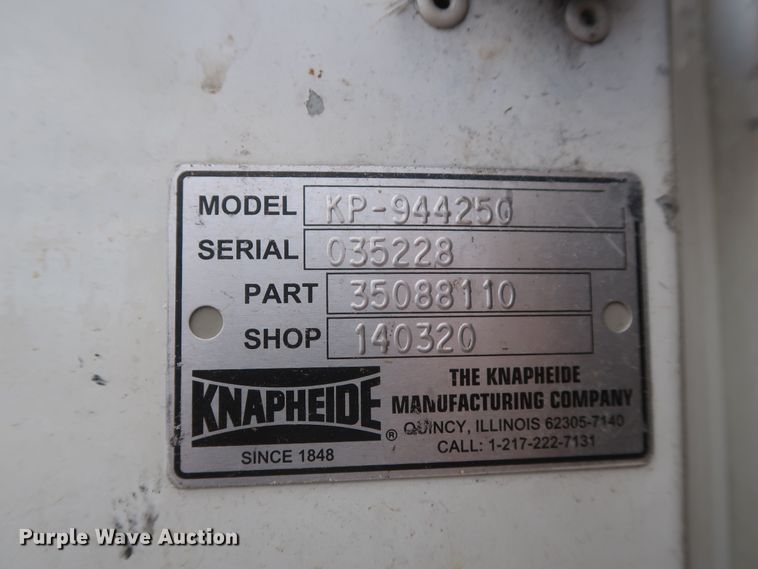 MODEL KP-944250
SERIAL 035228
PART 35088110
SHOP 140320
KNAPHEIDE ®
SINCE 1848
THE KNAPHEIDE
MANUFACTURING COMPANY
QUINCY, ILLINOIS 62305-7140
CALL: 1-217-222-7131
Purple Wave Auction